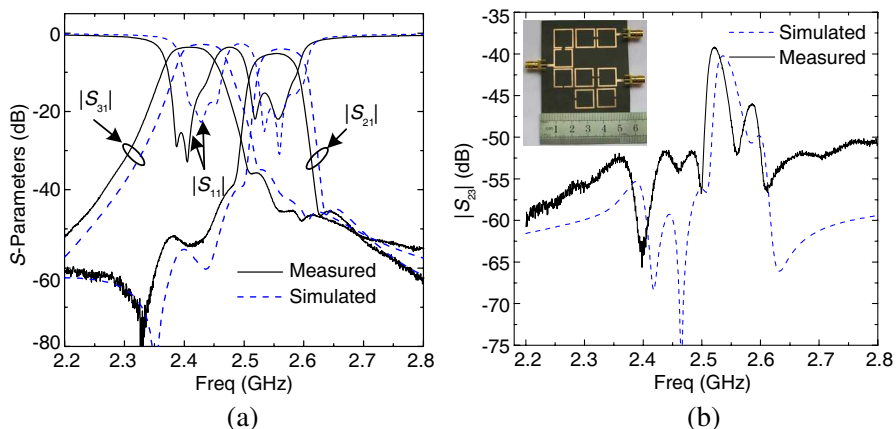 0
-20
-40
-60
-80
S-Parameters (dB)
|S31|
|S11|
|S21|
Measured
Simulated
2.2 2.3 2.4 2.5 2.6 2.7 2.8
Freq (GHz)
(a)
-35
-40
-45
-50
-55
-60
-65
-70
-75
|S23| (dB)
Simulated
Measured
1 2 3 4 5 6
2.2 2.3 2.4 2.5 2.6 2.7 2.8
Freq (GHz)
(b)